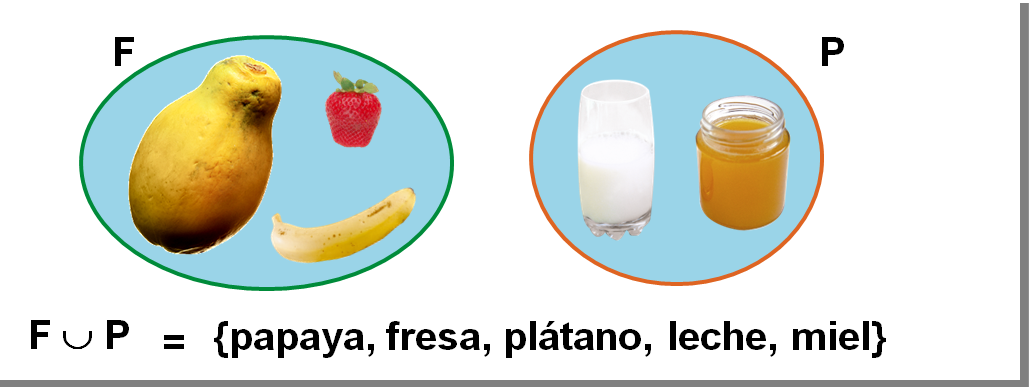 F P
F ∪ P = {papaya, fresa, plátano, leche, miel}